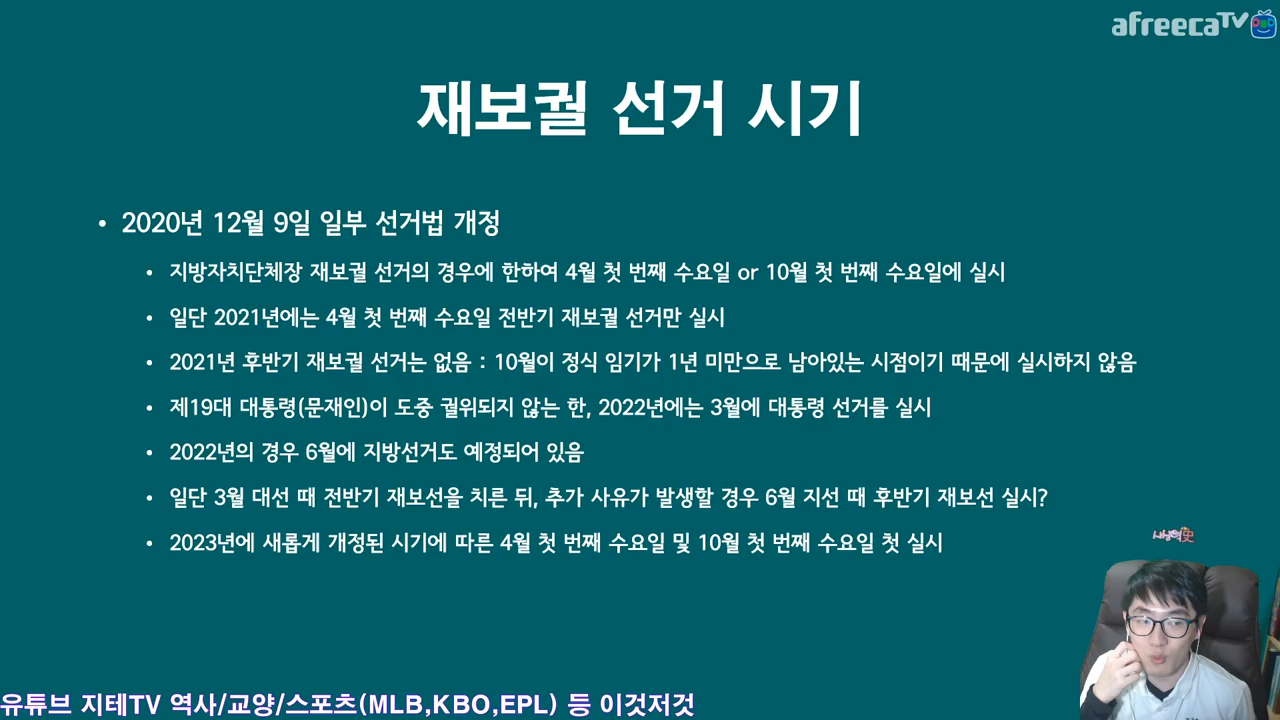 afreecaTV
재보궐 선거 시기
• 2020년 12월 9일 일부 선거법 개정
• 지방자치단체장 재보궐 선거의 경우에 한하여 4월 첫 번째 수요일 or 10월 첫 번째 수요일에 실시
• 일단 2021년에는 4월 첫 번째 수요일 전반기 재보궐 선거만 실시
• 2021년 후반기 재보궐 선거는 없음 : 10월이 정식 임기가 1년 미만으로 남아있는 시점이기 때문에 실시하지 않음
• 제19대 대통령(문재인)이 도중 궐위되지 않는 한, 2022년에는 3월에 대통령 선거를 실시
• 2022년의 경우 6월에 지방선거도 예정되어 있음
• 일단 3월 대선 때 전반기 재보선을 치른 뒤, 추가 사유가 발생할 경우 6월 지선 때 후반기 재보선 실시?
• 2023년에 새롭게 개정된 시기에 따른 4월 첫 번째 수요일 및 10월 첫 번째 수요일 첫 실시
유튜브 지테TV 역사/교양/스포츠(MLB,KBO,EPL) 등 이것저것